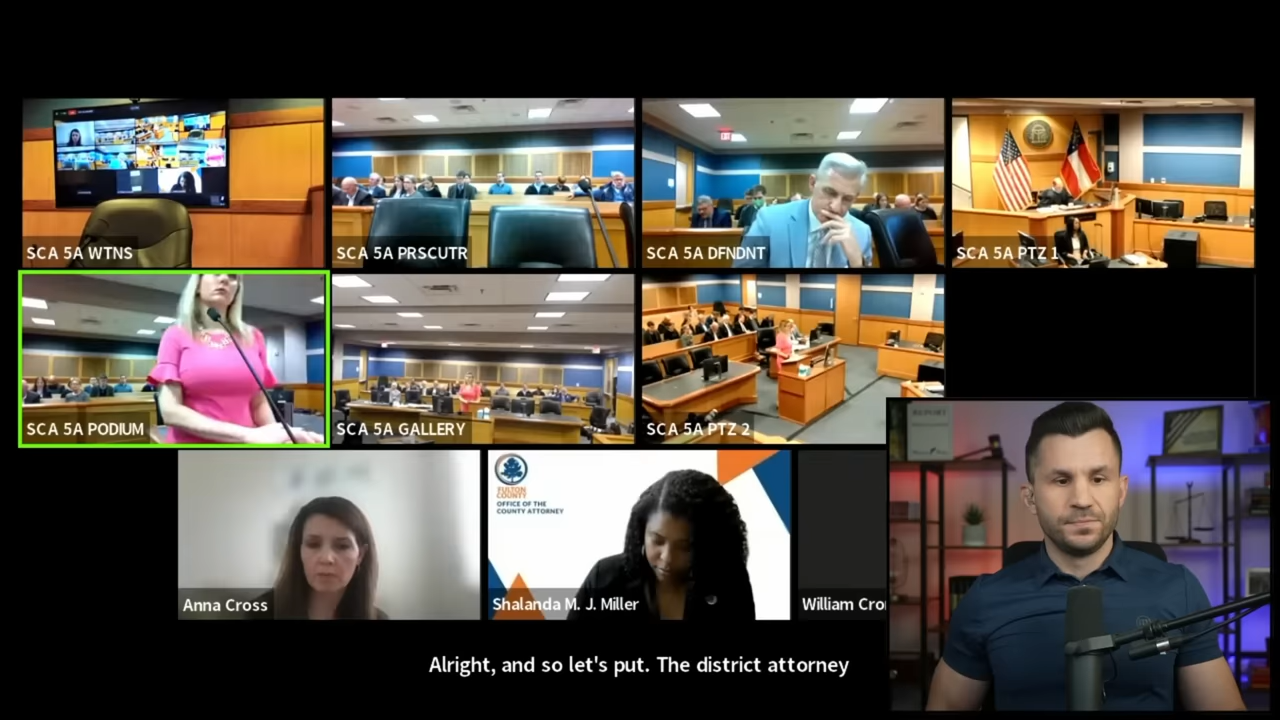 SCA 5A WTNS
SCA 5A PRSCUTR
SCA 5A DFNDNT
SCA 5A PTZ 1
SCA 5A PODIUM
SCA 5A GALLERY
SCA 5A PTZ 2
REPORT
Anna Cross
FULTON
COUNTY
OFFICE OF THE
COUNTY ATTORNEY
Shalanda M. J. Miller
William Cro
Alright, and so let's put. The district attorney